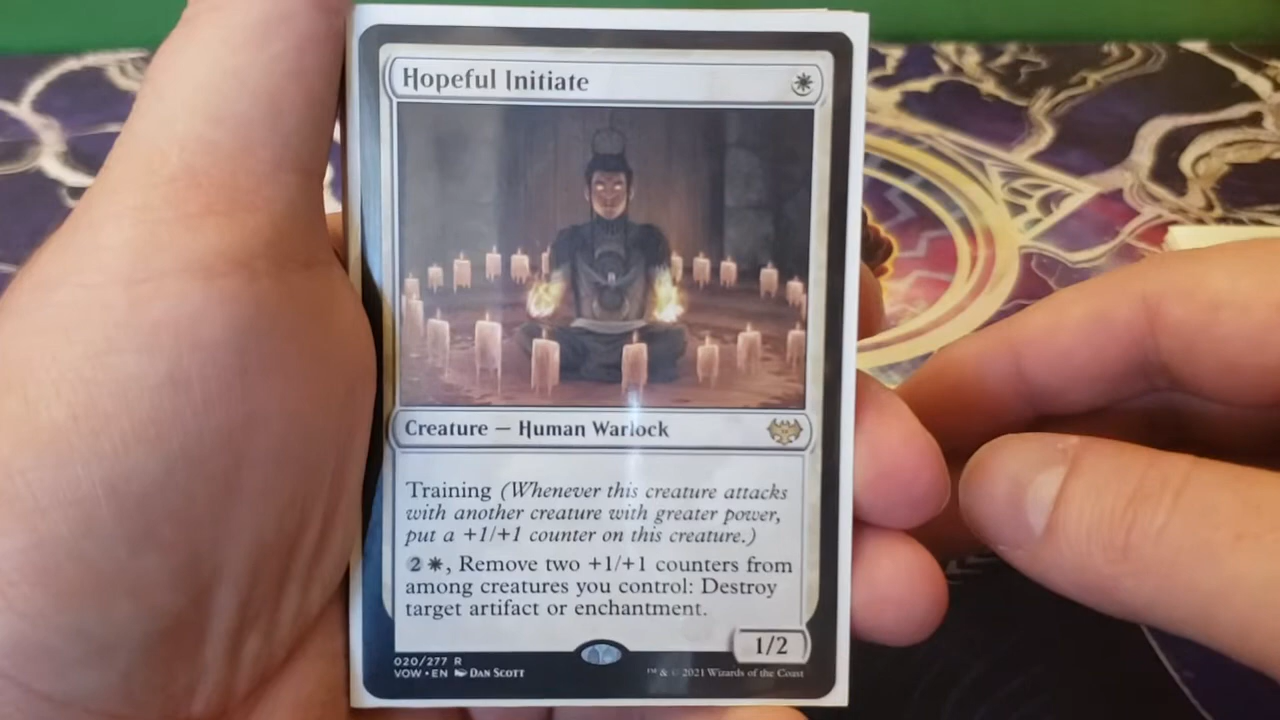 Hopeful Initiate
Creature — Human Warlock
Training (Whenever this creature attacks
with another creature with greater power,
put a +1/+1 counter on this creature.)
2, Remove two +1/+1 counters from
among creatures you control: Destroy
target artifact or enchantment.
1/2
020/277 R
VOW • EN DAN SCOTT
™ & © 2021 Wizards of the Coast